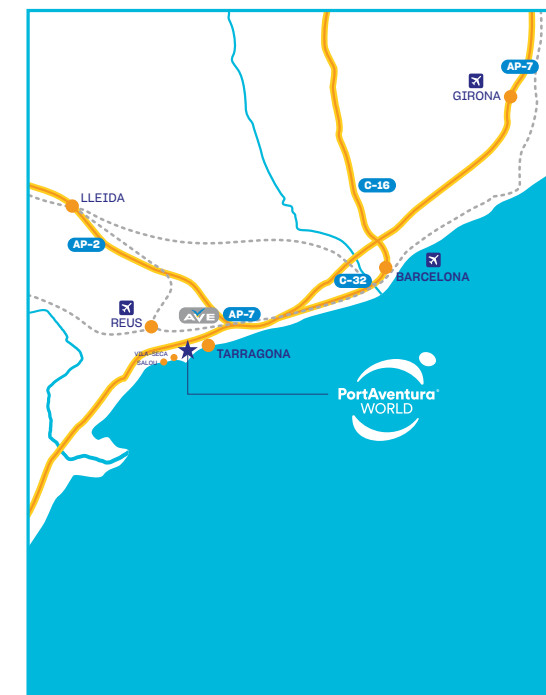 AP-7
GIRONA
C-16
LLEIDA
AP-2
BARCELONA
C-32
AVE
AP-7
REUS
VILA-SECA
SALOU
TARRAGONA
PortAventura®
WORLD